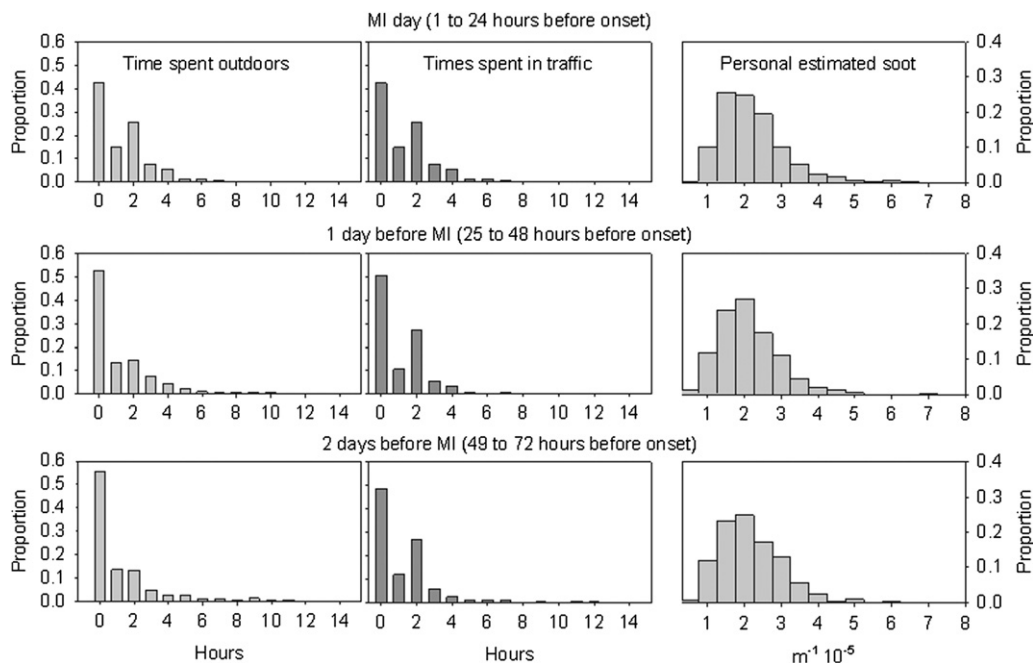 MI day (1 to 24 hours before onset)
Time spent outdoors
Times spent in traffic
Personal estimated soot
Proportion
0.6
0.5
0.4
0.3
0.2
0.1
0.0
0 2 4 6 8 10 12 14
0 2 4 6 8 10 12 14
1 2 3 4 5 6 7 8
0.4
0.3
0.2
0.1
0.0
Proportion
1 day before MI (25 to 48 hours before onset)
Proportion
0.6
0.5
0.4
0.3
0.2
0.1
0.0
0 2 4 6 8 10 12 14
0 2 4 6 8 10 12 14
1 2 3 4 5 6 7 8
0.4
0.3
0.2
0.1
0.0
Proportion
2 days before MI (49 to 72 hours before onset)
Proportion
0.6
0.5
0.4
0.3
0.2
0.1
0.0
0 2 4 6 8 10 12 14
0 2 4 6 8 10 12 14
1 2 3 4 5 6 7 8
0.4
0.3
0.2
0.1
0.0
Proportion
Hours
Hours
m⁻¹ 10⁻⁵